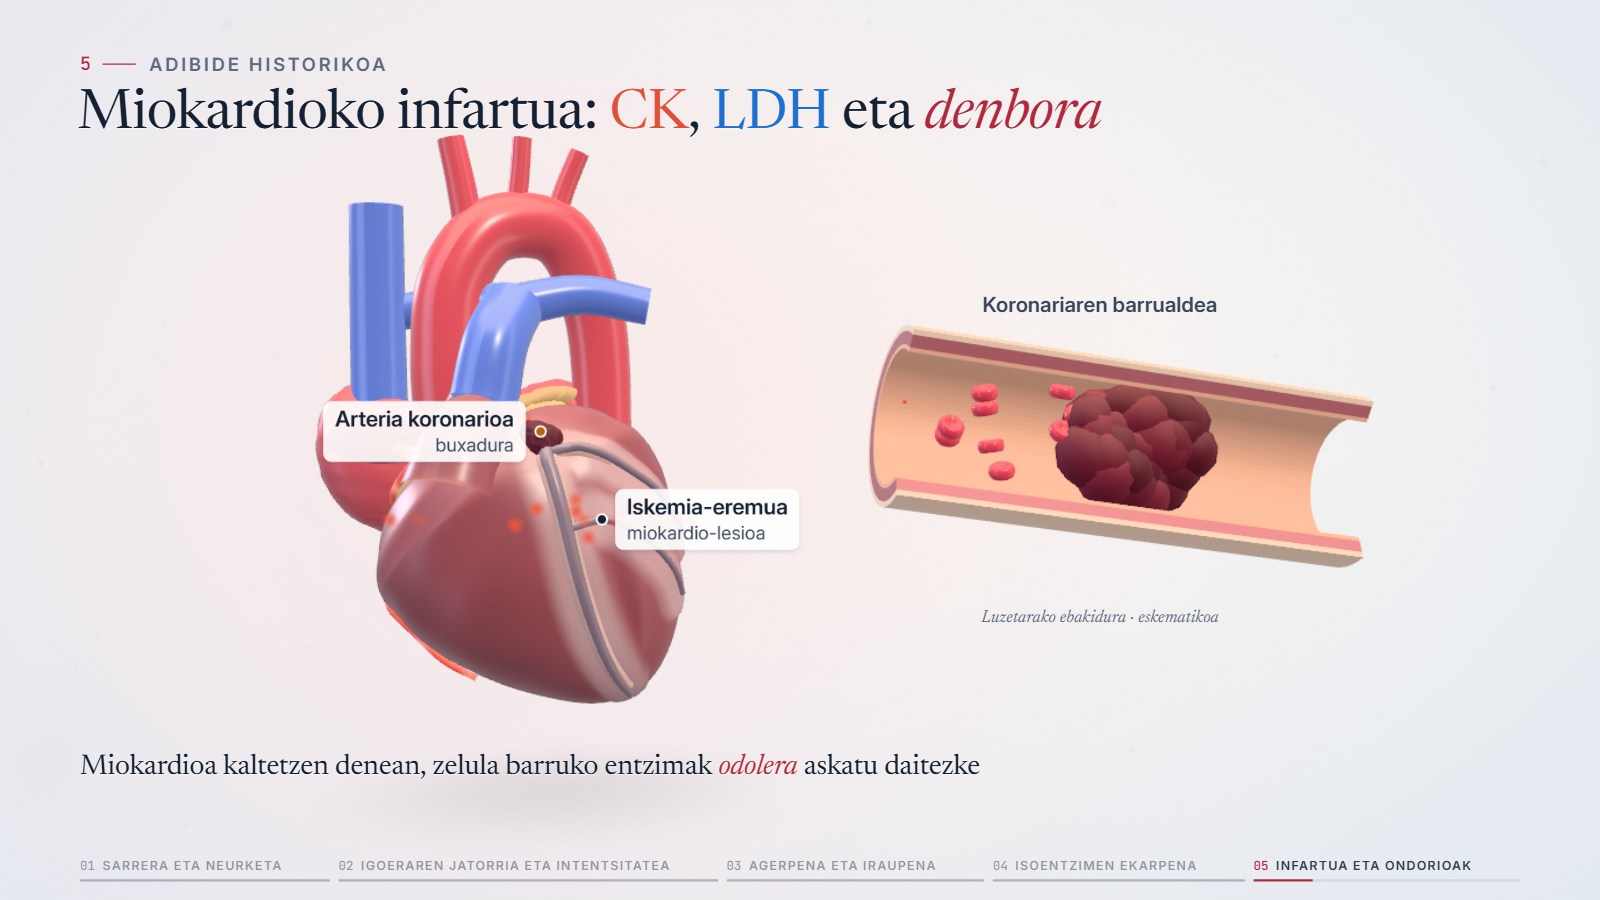 5 — ADIBIDE HISTORIKOA
Miokardioko infartua: CK, LDH eta denbora
Koronariaren barrualdea
Arteria koronarioa
buxadura
Iskemia-eremua
miokardio-lesioa
Luzetarako ebakidura · eskematikoa
Miokardioa kaltetzen denean, zelula barruko entzimak odolera askatu daitezke
01 SARRERA ETA NEURKETA
02 IGOERAREN JATORRIA ETA INTENTSITATEA
03 AGERPENA ETA IRAUPENA
04 ISOENTZIMEN EKARPENA
05 INFARTUA ETA ONDORIOAK